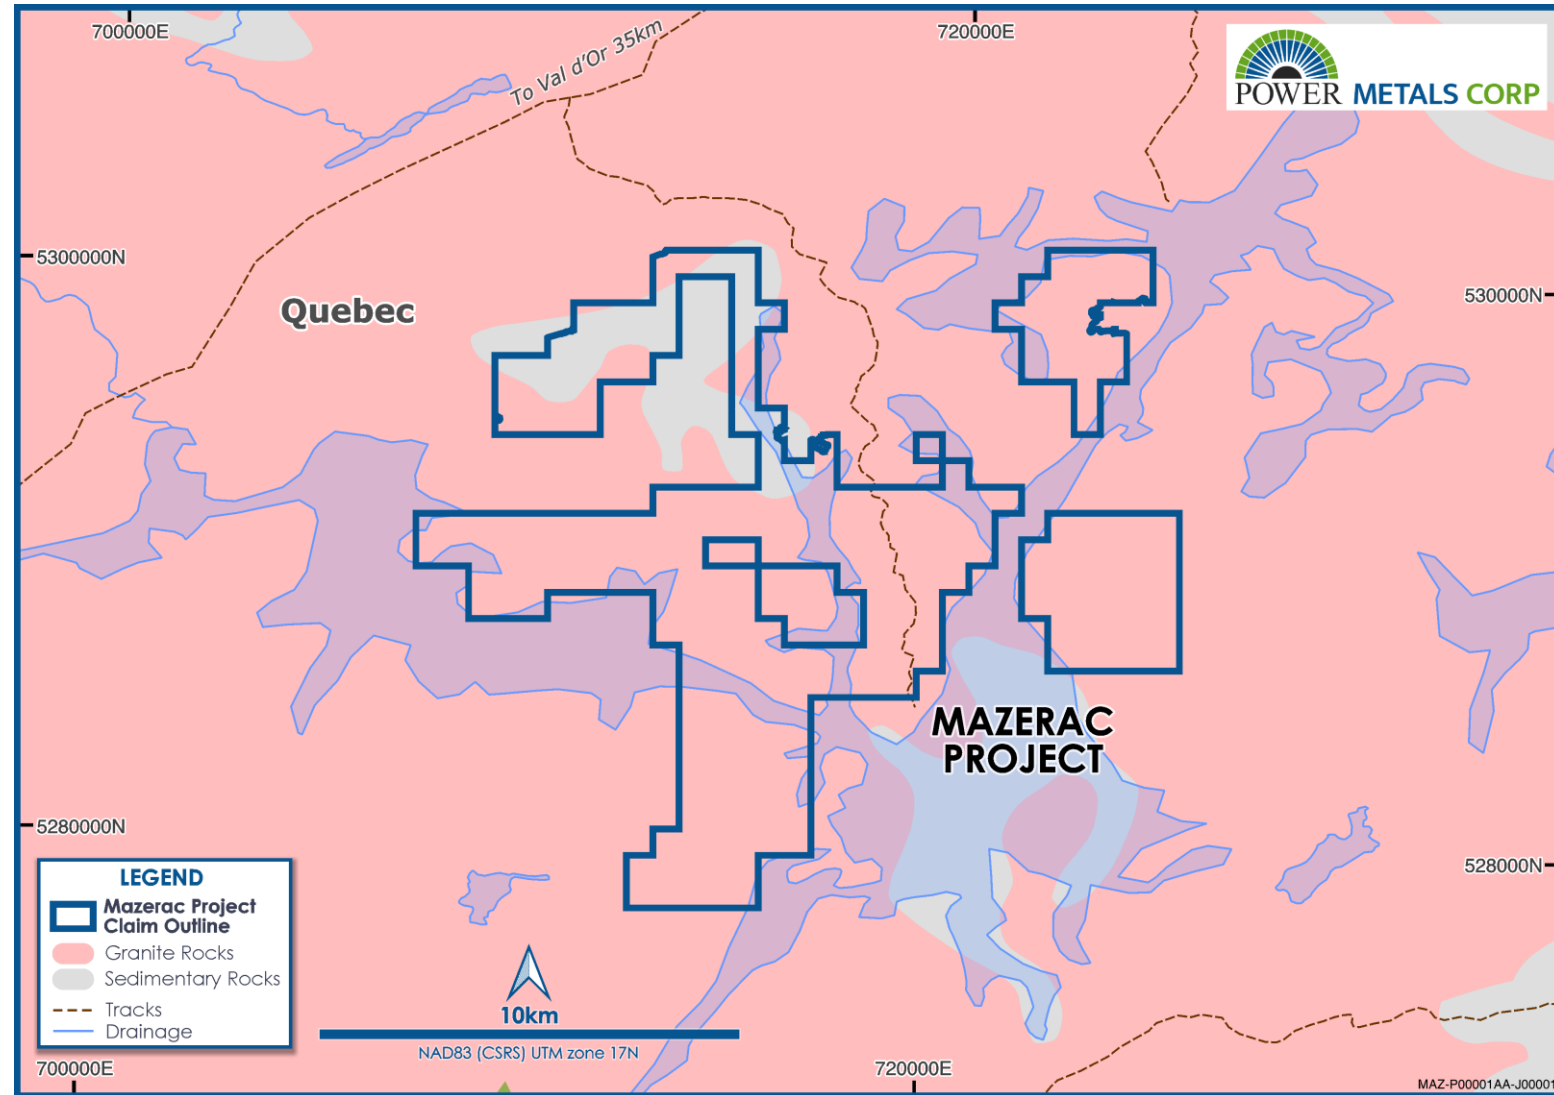 700000E
720000E
To Val d'Or 35km
POWER METALS CORP
5300000N
530000N
Quebec
MAZERAC
PROJECT
5280000N
528000N
LEGEND
Mazerac Project
Claim Outline
Granite Rocks
Sedimentary Rocks
Tracks
Drainage
10km
NAD83 (CSRS) UTM zone 17N
700000E
720000E
MAZ-P00001AA-J00001